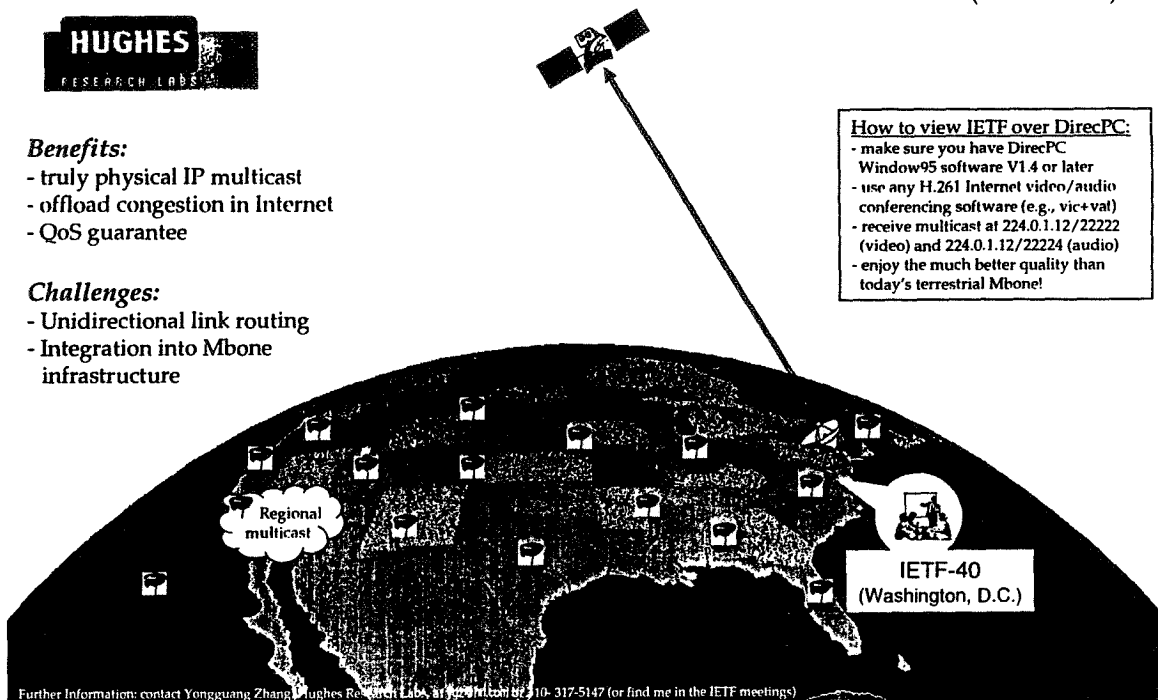 HUGHES
RESEARCH LABS
Benefits:
- truly physical IP multicast
- offload congestion in Internet
- QoS guarantee
Challenges:
- Unidirectional link routing
- Integration into Mbone
infrastructure
How to view IETF over DirecPC:
- make sure you have DirecPC
Window95 software V1.4 or later
- use any H.261 Internet video/audio
conferencing software (e.g., vic+vat)
- receive multicast at 224.0.1.12/22222
(video) and 224.0.1.12/22224 (audio)
- enjoy the much better quality than
today's terrestrial Mbone!
Regional
multicast
IETF-40
(Washington, D.C.)
Further Information: contact Yongguang Zhang, Hughes Research Labs, at 310- 317-5147 (or find me in the IETF meetings)